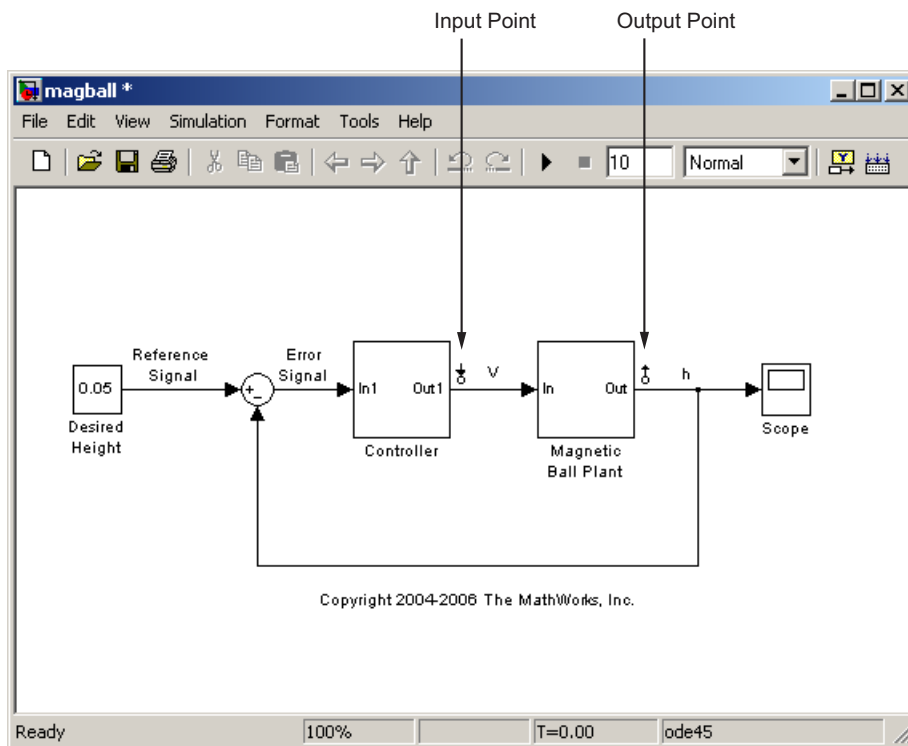 Input Point Output Point
magball *
File Edit View Simulation Format Tools Help
10 Normal
Reference
Signal
Error
Signal
V
h
0.05
+
−
In1 Out1
In Out
Desired
Height
Controller
Magnetic
Ball Plant
Scope
Copyright 2004-2006 The MathWorks, Inc.
Ready 100% T=0.00 ode45